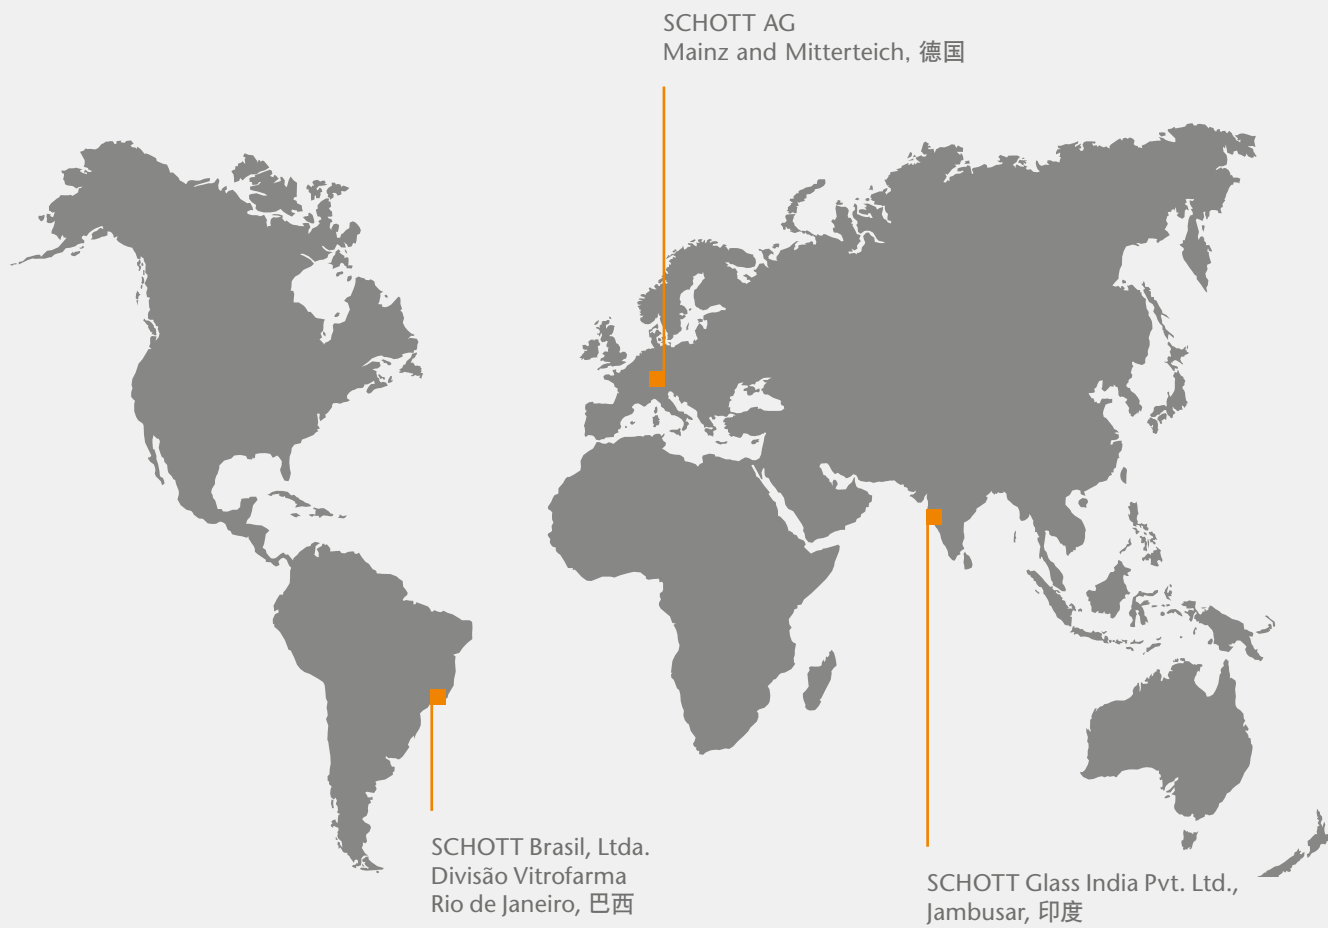 SCHOTT AG
Mainz and Mitterteich, 德国
SCHOTT Brasil, Ltda.
Divisão Vitrofarma
Rio de Janeiro, 巴西
SCHOTT Glass India Pvt. Ltd.,
Jambusar, 印度